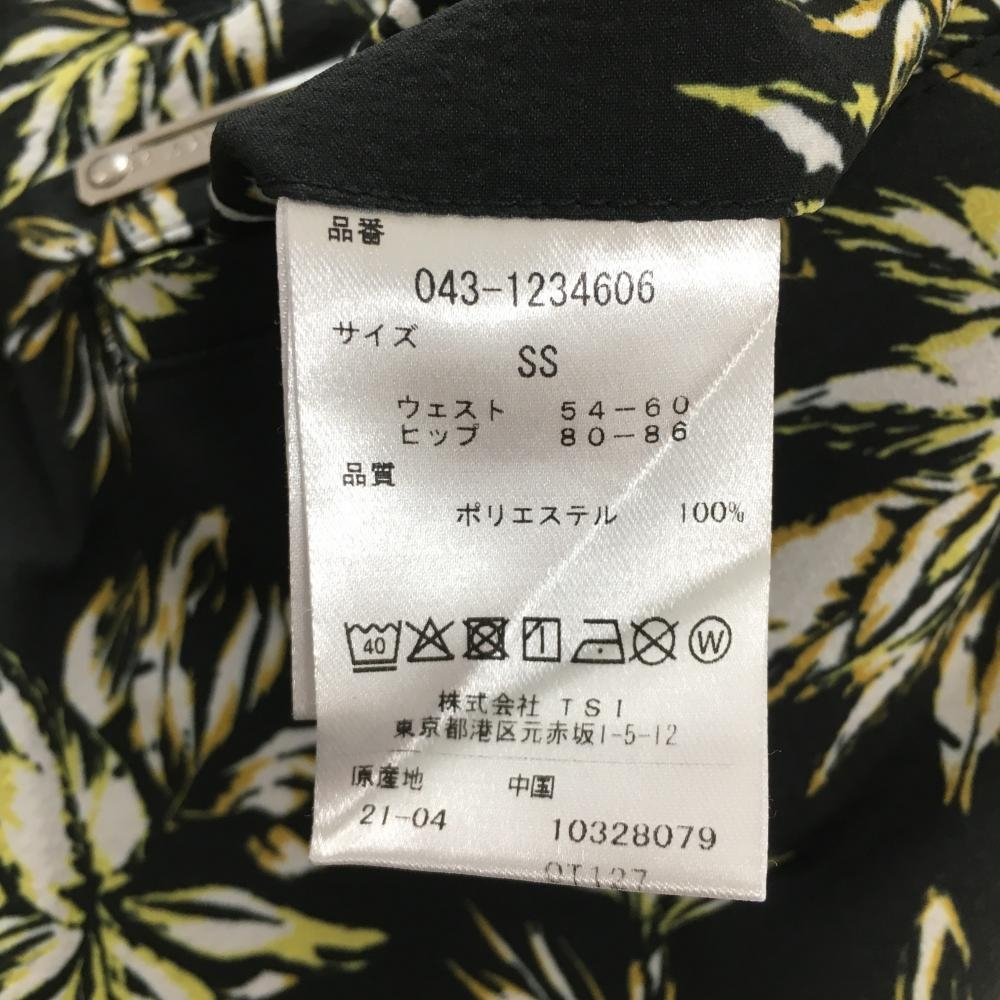 品番
043-1234606
サイズ
SS
ウェスト 54-60
ヒップ 80-86
品質
ポリエステル 100%
40
W
株式会社 TSI
東京都港区元赤坂1-5-12
原産地 中国
21-04 10328079